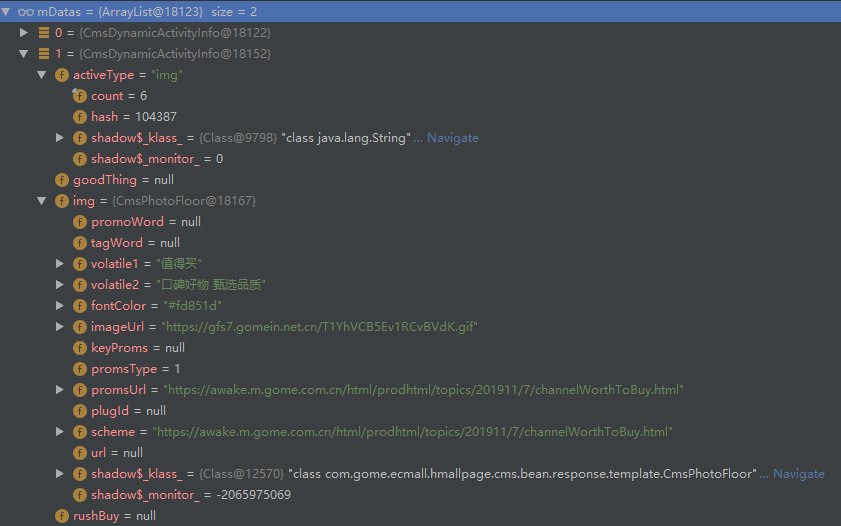 mDatas = {ArrayList@18123} size = 2
0 = {CmsDynamicActivityInfo@18122}
1 = {CmsDynamicActivityInfo@18152}
f activeType = "img"
f count = 6
f hash = 104387
f shadow$_klass_ = {Class@9798} "class java.lang.String" ... Navigate
f shadow$_monitor_ = 0
f goodThing = null
f img = {CmsPhotoFloor@18167}
f promoWord = null
f tagWord = null
f volatile1 = "值得买"
f volatile2 = "口碑好物 甄选品质"
f fontColor = "#fd851d"
f imageUrl = "https://gfs7.gomein.net.cn/T1YhVCB5Ev1RCvBVdK.gif"
f keyProms = null
f promsType = 1
f promsUrl = "https://awake.m.gome.com.cn/html/prodhtml/topics/201911/7/channelWorthToBuy.html"
f plugId = null
f scheme = "https://awake.m.gome.com.cn/html/prodhtml/topics/201911/7/channelWorthToBuy.html"
f url = null
f shadow$_klass_ = {Class@12570} "class com.gome.ecmall.hmallpage.cms.bean.response.template.CmsPhotoFloor" ... Navigate
f shadow$_monitor_ = -2065975069
f rushBuy = null